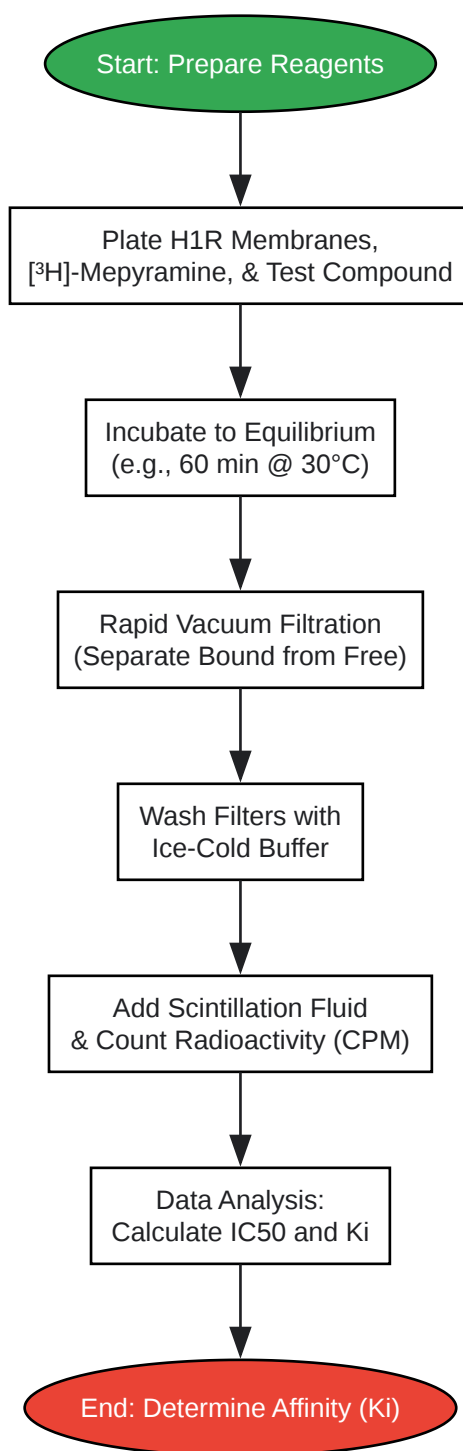 Start: Prepare Reagents
Plate H1R Membranes,
[³H]-Mepyramine, & Test Compound
Incubate to Equilibrium
(e.g., 60 min @ 30°C)
Rapid Vacuum Filtration
(Separate Bound from Free)
Wash Filters with
Ice-Cold Buffer
Add Scintillation Fluid
& Count Radioactivity (CPM)
Data Analysis:
Calculate IC50 and Ki
End: Determine Affinity (Ki)